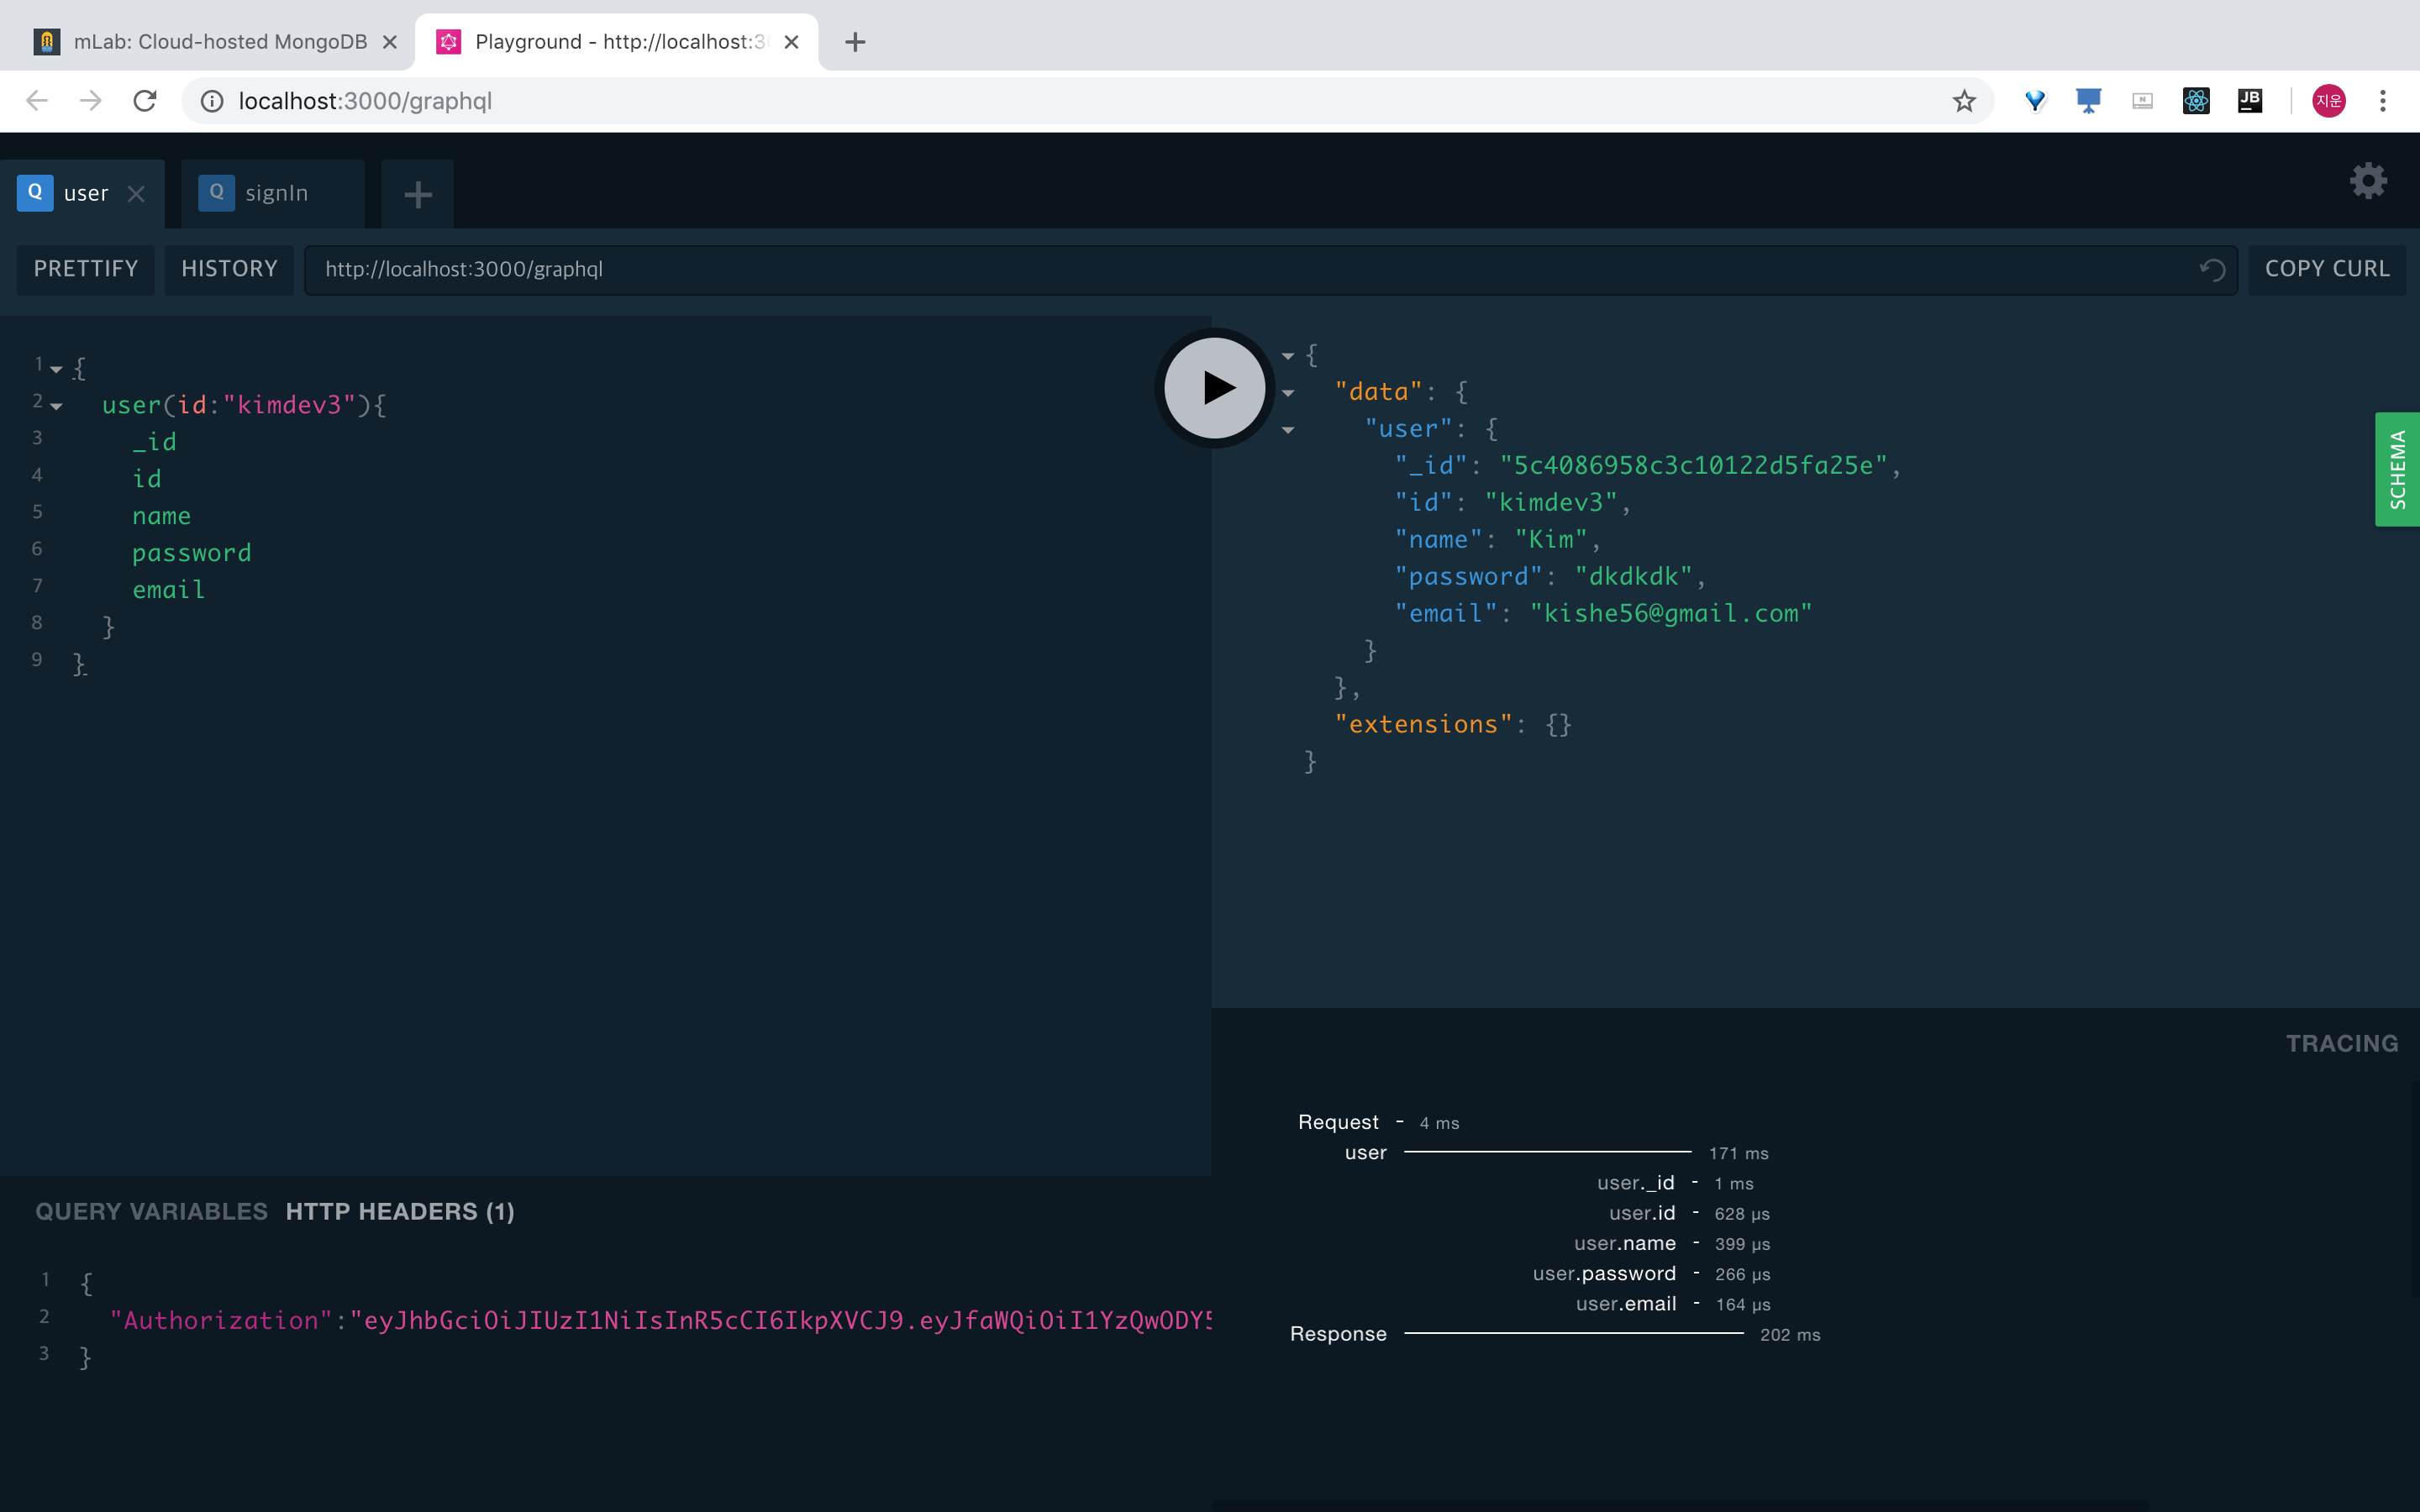 mLab: Cloud-hosted MongoDB
Playground - http://localhost:3
localhost:3000/graphql
JB
지운
Q user
Q signIn
PRETTIFY
HISTORY
http://localhost:3000/graphql
COPY CURL
1 {
2 user(id:"kimdev3"){
3 _id
4 id
5 name
6 password
7 email
8 }
9 }
{
"data": {
"user": {
"_id": "5c4086958c3c10122d5fa25e",
"id": "kimdev3",
"name": "Kim",
"password": "dkdkdk",
"email": "kishe56@gmail.com"
}
},
"extensions": {}
}
SCHEMA
QUERY VARIABLES HTTP HEADERS (1)
1 {
2 "Authorization":"eyJhbGciOiJIUzI1NiIsInR5cCI6IkpXVCJ9.eyJfaWQiOiI1YzQwODY5
3 }
TRACING
Request - 4 ms
user 171 ms
user._id - 1 ms
user.id - 628 µs
user.name - 399 µs
user.password - 266 µs
user.email - 164 µs
Response 202 ms